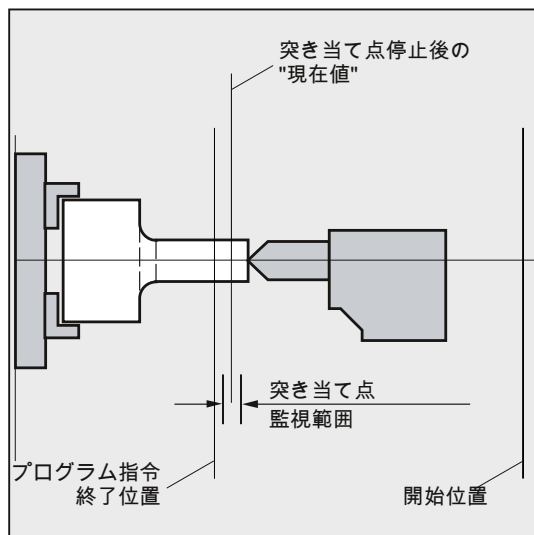 突き当て点停止後の
"現在値"
突き当て点
監視範囲
プログラム指令
終了位置
開始位置